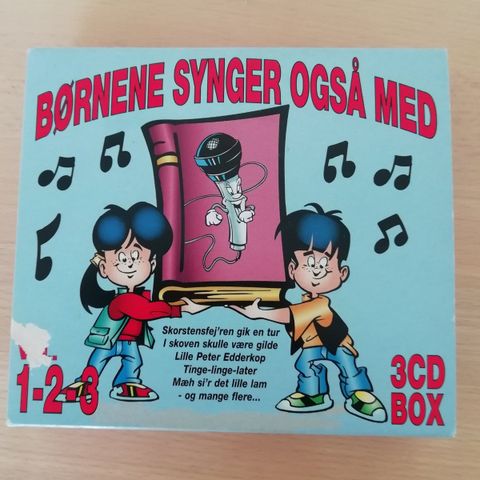 BØRNENE SYNGER OGSÅ MED
Skorstensfej'ren gik en tur
I skoven skulle være gilde
Lille Peter Edderkop
Tinge-linge-later
Mæh si'r det lille lam
- og mange flere...
1-2-3
3CD
BOX